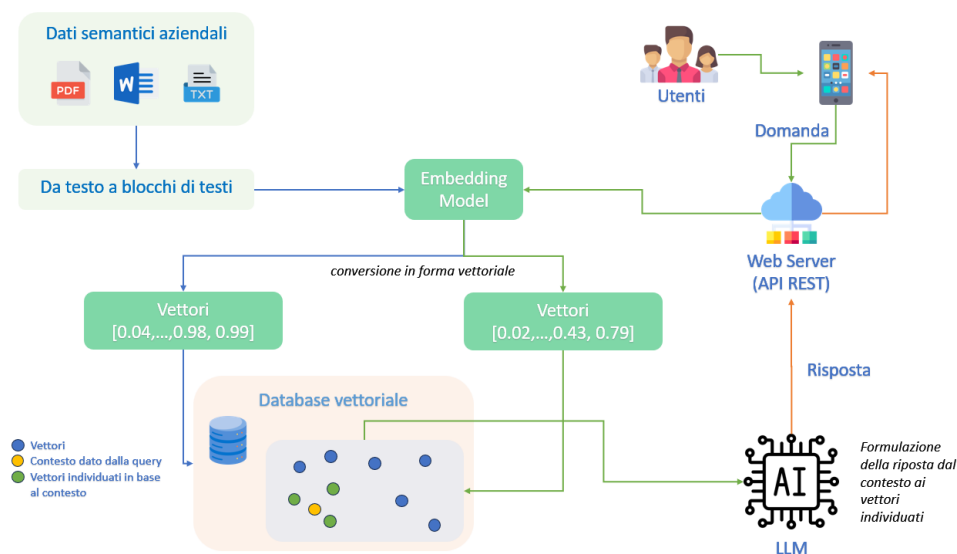 Dati semantici aziendali
PDF
W
TXT
Utenti
Domanda
Da testo a blocchi di testi
Embedding
Model
Web Server
(API REST)
conversione in forma vettoriale
Vettori
[0.04,...,0.98, 0.99]
Vettori
[0.02,...,0.43, 0.79]
Risposta
Database vettoriale
Vettori
Contesto dato dalla query
Vettori individuati in base
al contesto
AI
Formulazione
della riposta dal
contesto ai
vettori
individuati
LLM